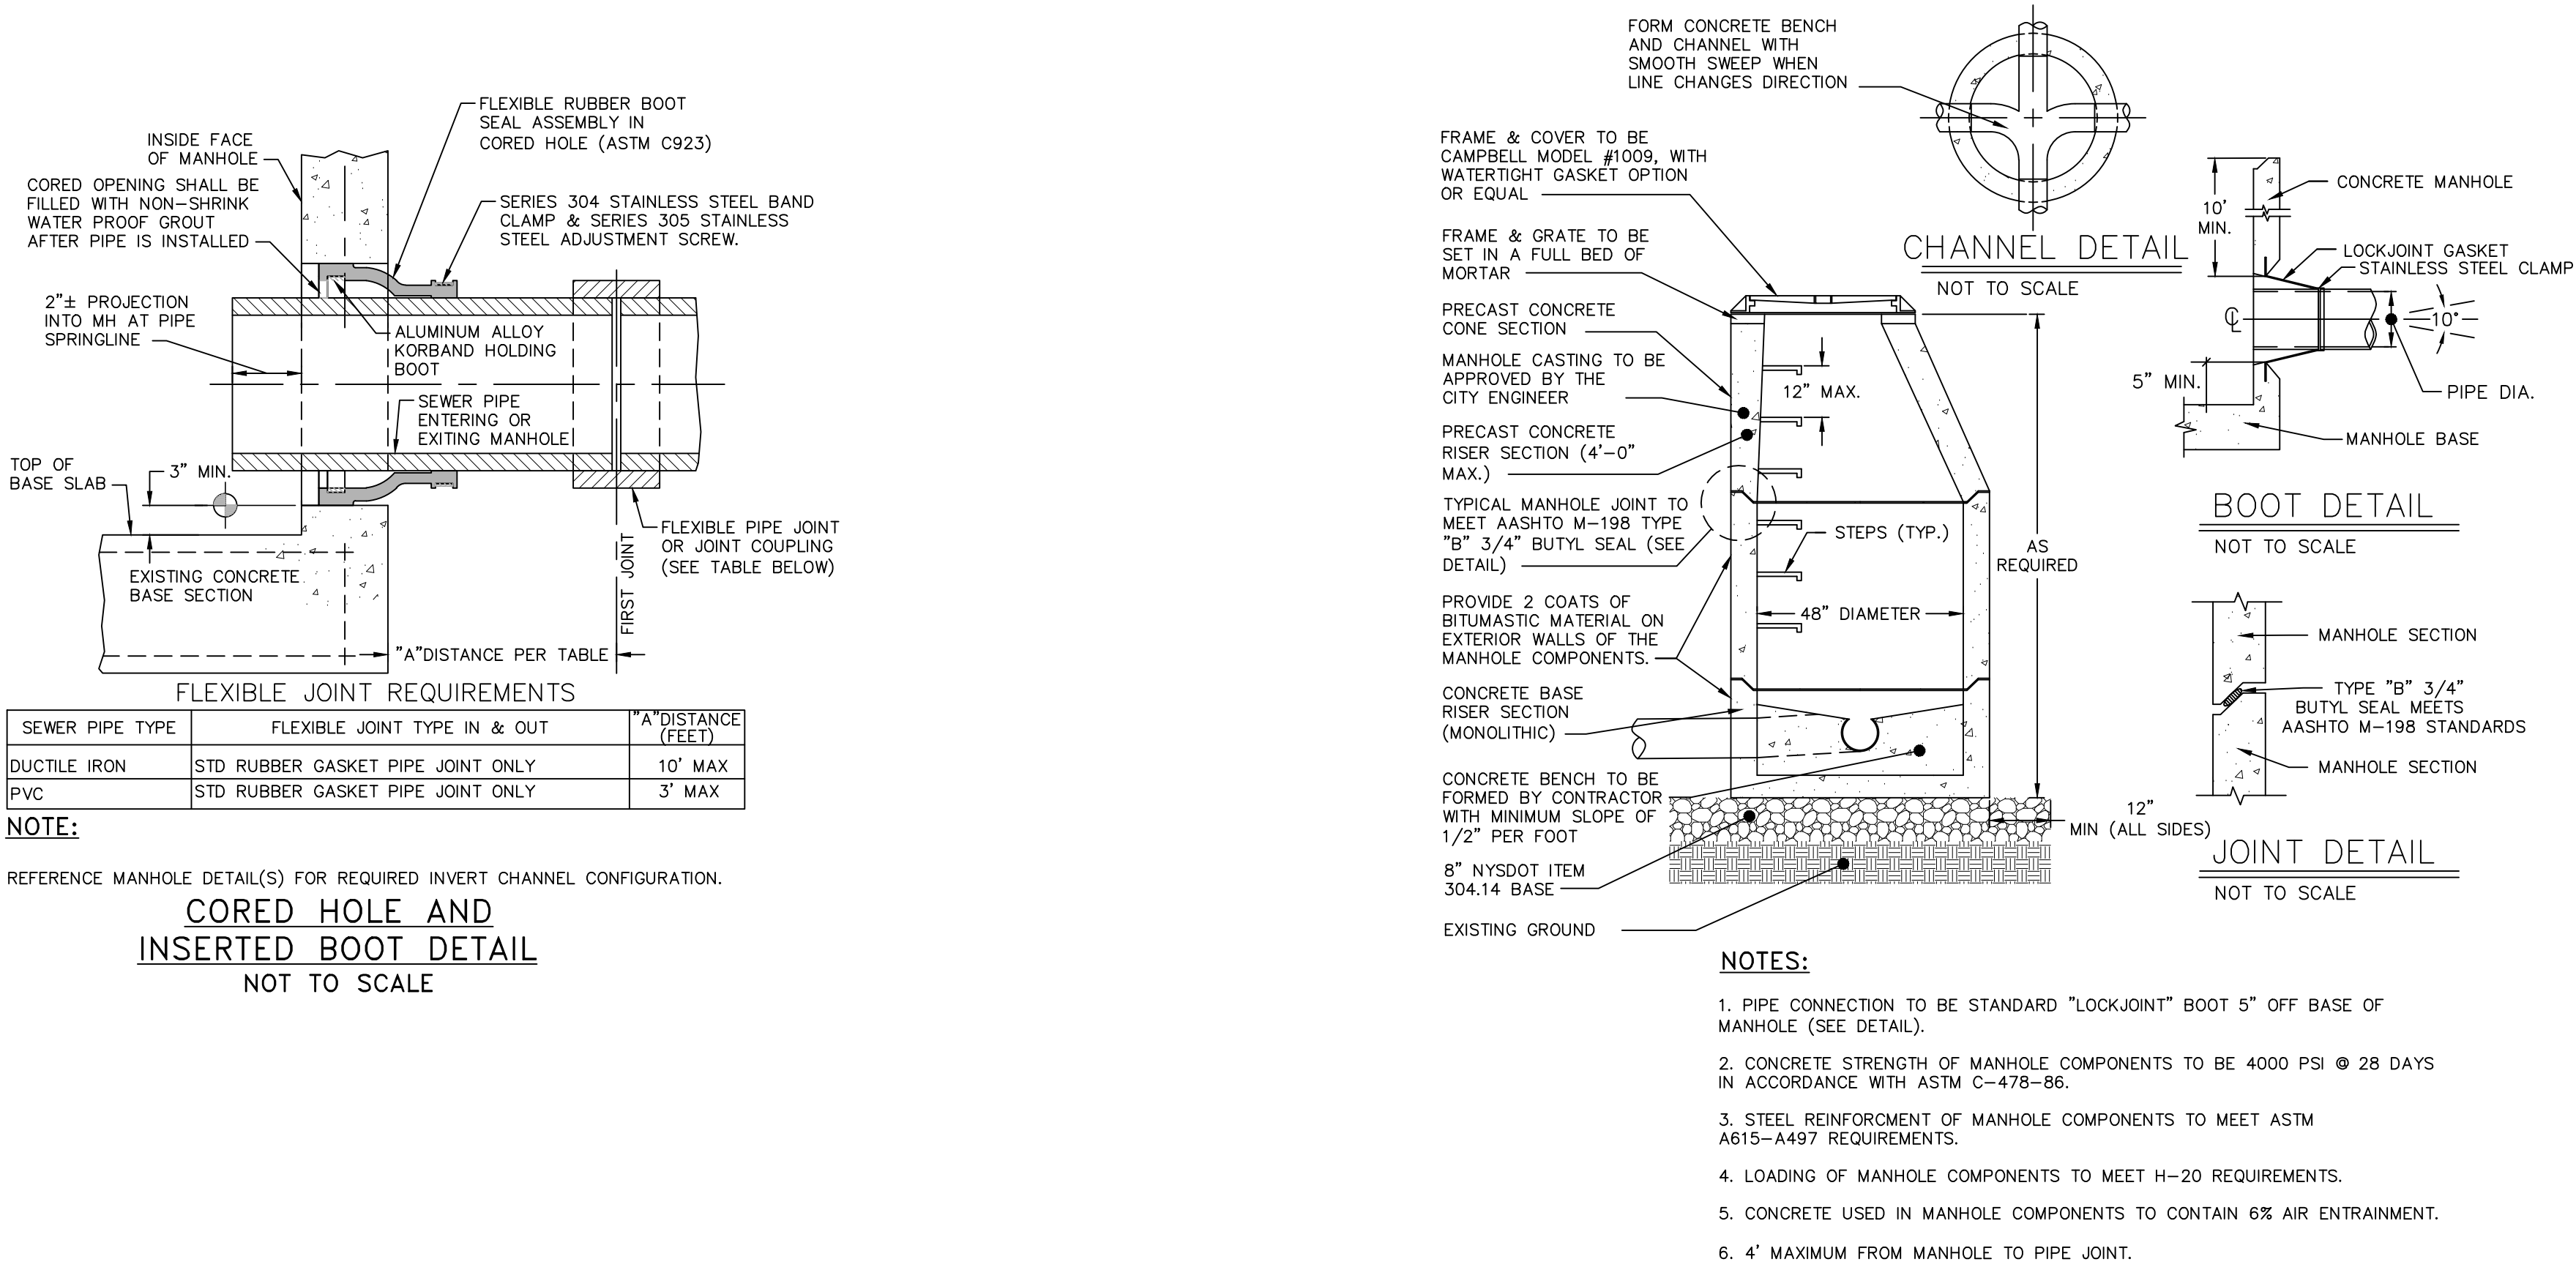 FLEXIBLE RUBBER BOOT
SEAL ASSEMBLY IN
CORED HOLE (ASTM C923)
INSIDE FACE
OF MANHOLE
CORED OPENING SHALL BE
FILLED WITH NON-SHRINK
WATER PROOF GROUT
AFTER PIPE IS INSTALLED
SERIES 304 STAINLESS STEEL BAND
CLAMP & SERIES 305 STAINLESS
STEEL ADJUSTMENT SCREW.
2"± PROJECTION
INTO MH AT PIPE
SPRINGLINE
ALUMINUM ALLOY
KORBAND HOLDING
BOOT
SEWER PIPE
ENTERING OR
EXITING MANHOLE
TOP OF
BASE SLAB
3" MIN.
FLEXIBLE PIPE JOINT
OR JOINT COUPLING
(SEE TABLE BELOW)
EXISTING CONCRETE
BASE SECTION
FIRST JOINT
"A"DISTANCE PER TABLE
FLEXIBLE JOINT REQUIREMENTS
SEWER PIPE TYPE
FLEXIBLE JOINT TYPE IN & OUT
"A"DISTANCE
(FEET)
DUCTILE IRON
STD RUBBER GASKET PIPE JOINT ONLY
10' MAX
PVC
STD RUBBER GASKET PIPE JOINT ONLY
3' MAX
NOTE:
REFERENCE MANHOLE DETAIL(S) FOR REQUIRED INVERT CHANNEL CONFIGURATION.
CORED HOLE AND
INSERTED BOOT DETAIL
NOT TO SCALE
FORM CONCRETE BENCH
AND CHANNEL WITH
SMOOTH SWEEP WHEN
LINE CHANGES DIRECTION
CHANNEL DETAIL
NOT TO SCALE
FRAME & COVER TO BE
CAMPBELL MODEL #1009, WITH
WATERTIGHT GASKET OPTION
OR EQUAL
FRAME & GRATE TO BE
SET IN A FULL BED OF
MORTAR
PRECAST CONCRETE
CONE SECTION
MANHOLE CASTING TO BE
APPROVED BY THE
CITY ENGINEER
PRECAST CONCRETE
RISER SECTION (4'-0"
MAX.)
TYPICAL MANHOLE JOINT TO
MEET AASHTO M-198 TYPE
"B" 3/4" BUTYL SEAL (SEE
DETAIL)
PROVIDE 2 COATS OF
BITUMASTIC MATERIAL ON
EXTERIOR WALLS OF THE
MANHOLE COMPONENTS.
CONCRETE BASE
RISER SECTION
(MONOLITHIC)
CONCRETE BENCH TO BE
FORMED BY CONTRACTOR
WITH MINIMUM SLOPE OF
1/2" PER FOOT
8" NYSDOT ITEM
304.14 BASE
EXISTING GROUND
12" MAX.
STEPS (TYP.)
48" DIAMETER
AS
REQUIRED
12"
MIN (ALL SIDES)
CONCRETE MANHOLE
10'
MIN.
LOCKJOINT GASKET
STAINLESS STEEL CLAMP
CL
10°
5" MIN.
PIPE DIA.
MANHOLE BASE
BOOT DETAIL
NOT TO SCALE
MANHOLE SECTION
TYPE "B" 3/4"
BUTYL SEAL MEETS
AASHTO M-198 STANDARDS
MANHOLE SECTION
JOINT DETAIL
NOT TO SCALE
NOTES:
1. PIPE CONNECTION TO BE STANDARD "LOCKJOINT" BOOT 5" OFF BASE OF
MANHOLE (SEE DETAIL).
2. CONCRETE STRENGTH OF MANHOLE COMPONENTS TO BE 4000 PSI @ 28 DAYS
IN ACCORDANCE WITH ASTM C-478-86.
3. STEEL REINFORCMENT OF MANHOLE COMPONENTS TO MEET ASTM
A615-A497 REQUIREMENTS.
4. LOADING OF MANHOLE COMPONENTS TO MEET H-20 REQUIREMENTS.
5. CONCRETE USED IN MANHOLE COMPONENTS TO CONTAIN 6% AIR ENTRAINMENT.
6. 4' MAXIMUM FROM MANHOLE TO PIPE JOINT.